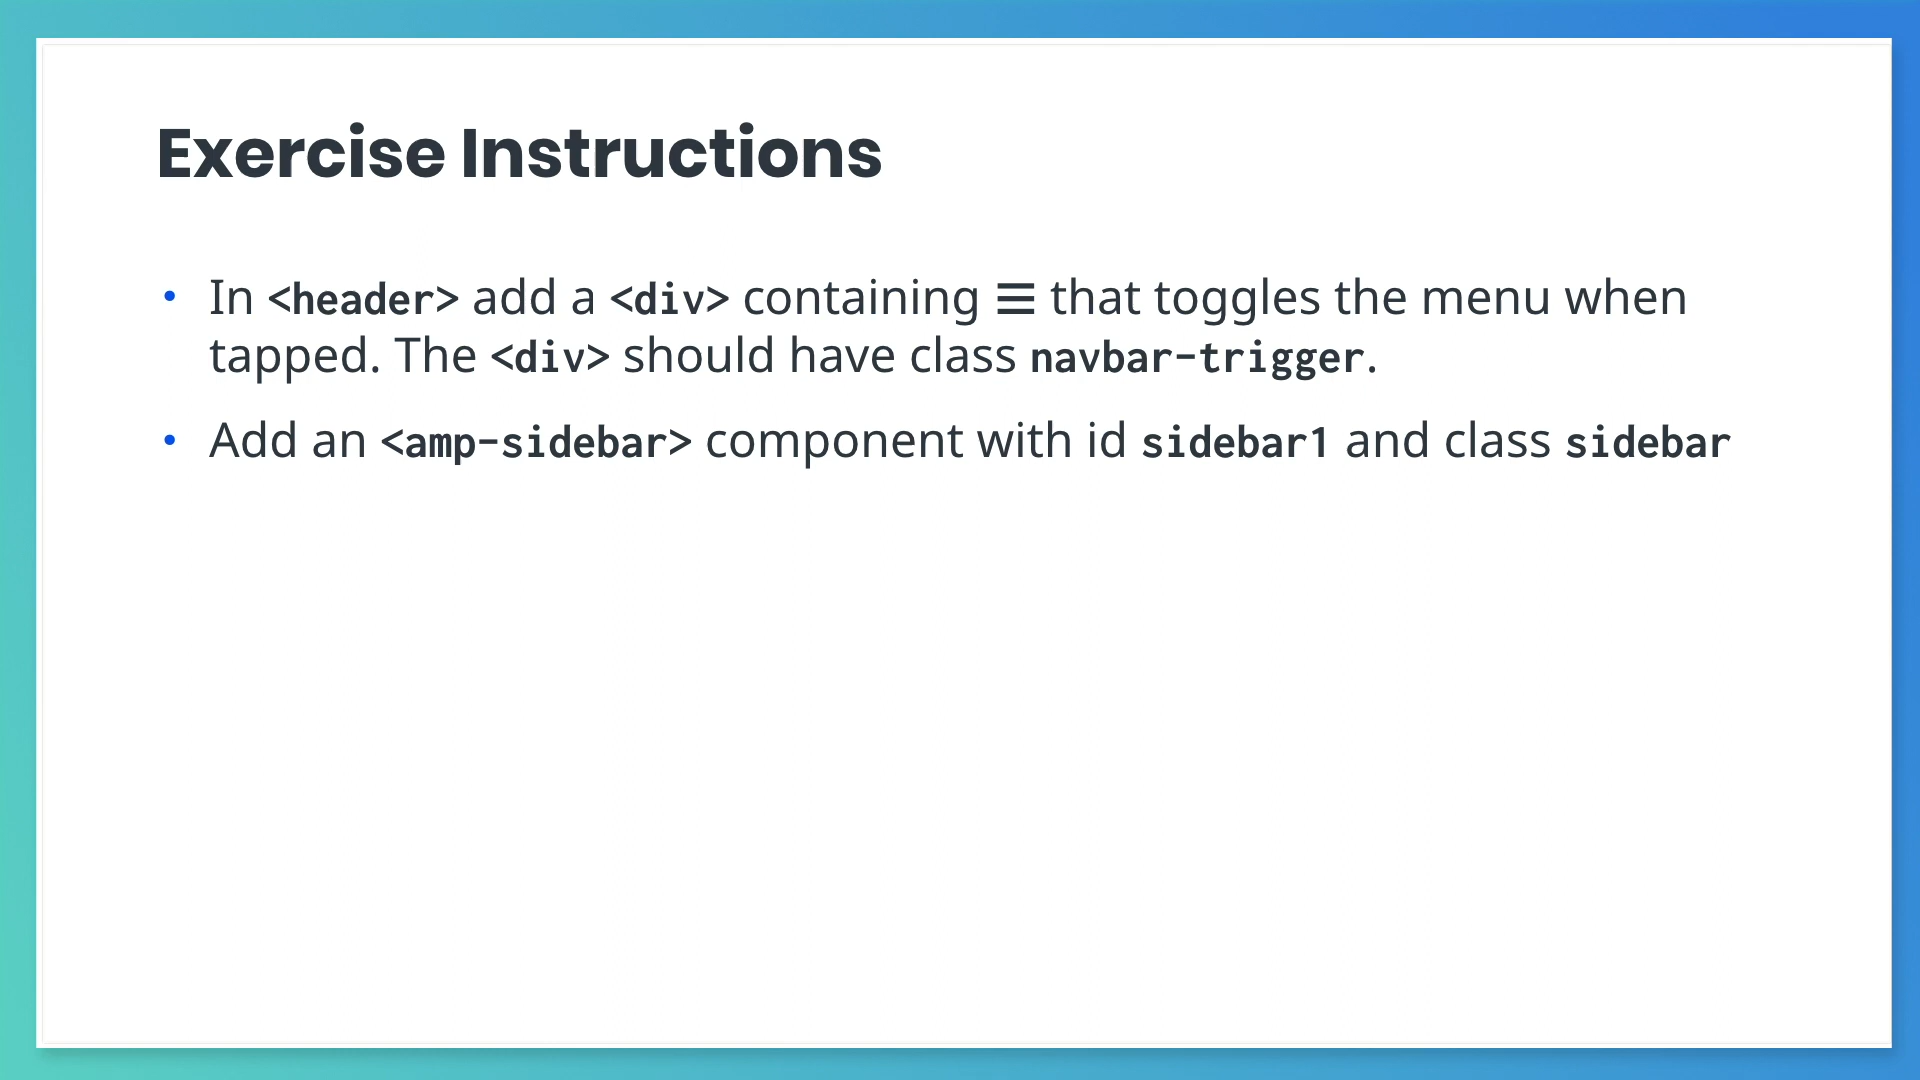 Exercise Instructions
• In <header> add a <div> containing ☰ that toggles the menu when
tapped. The <div> should have class navbar-trigger.
• Add an <amp-sidebar> component with id sidebar1 and class sidebar